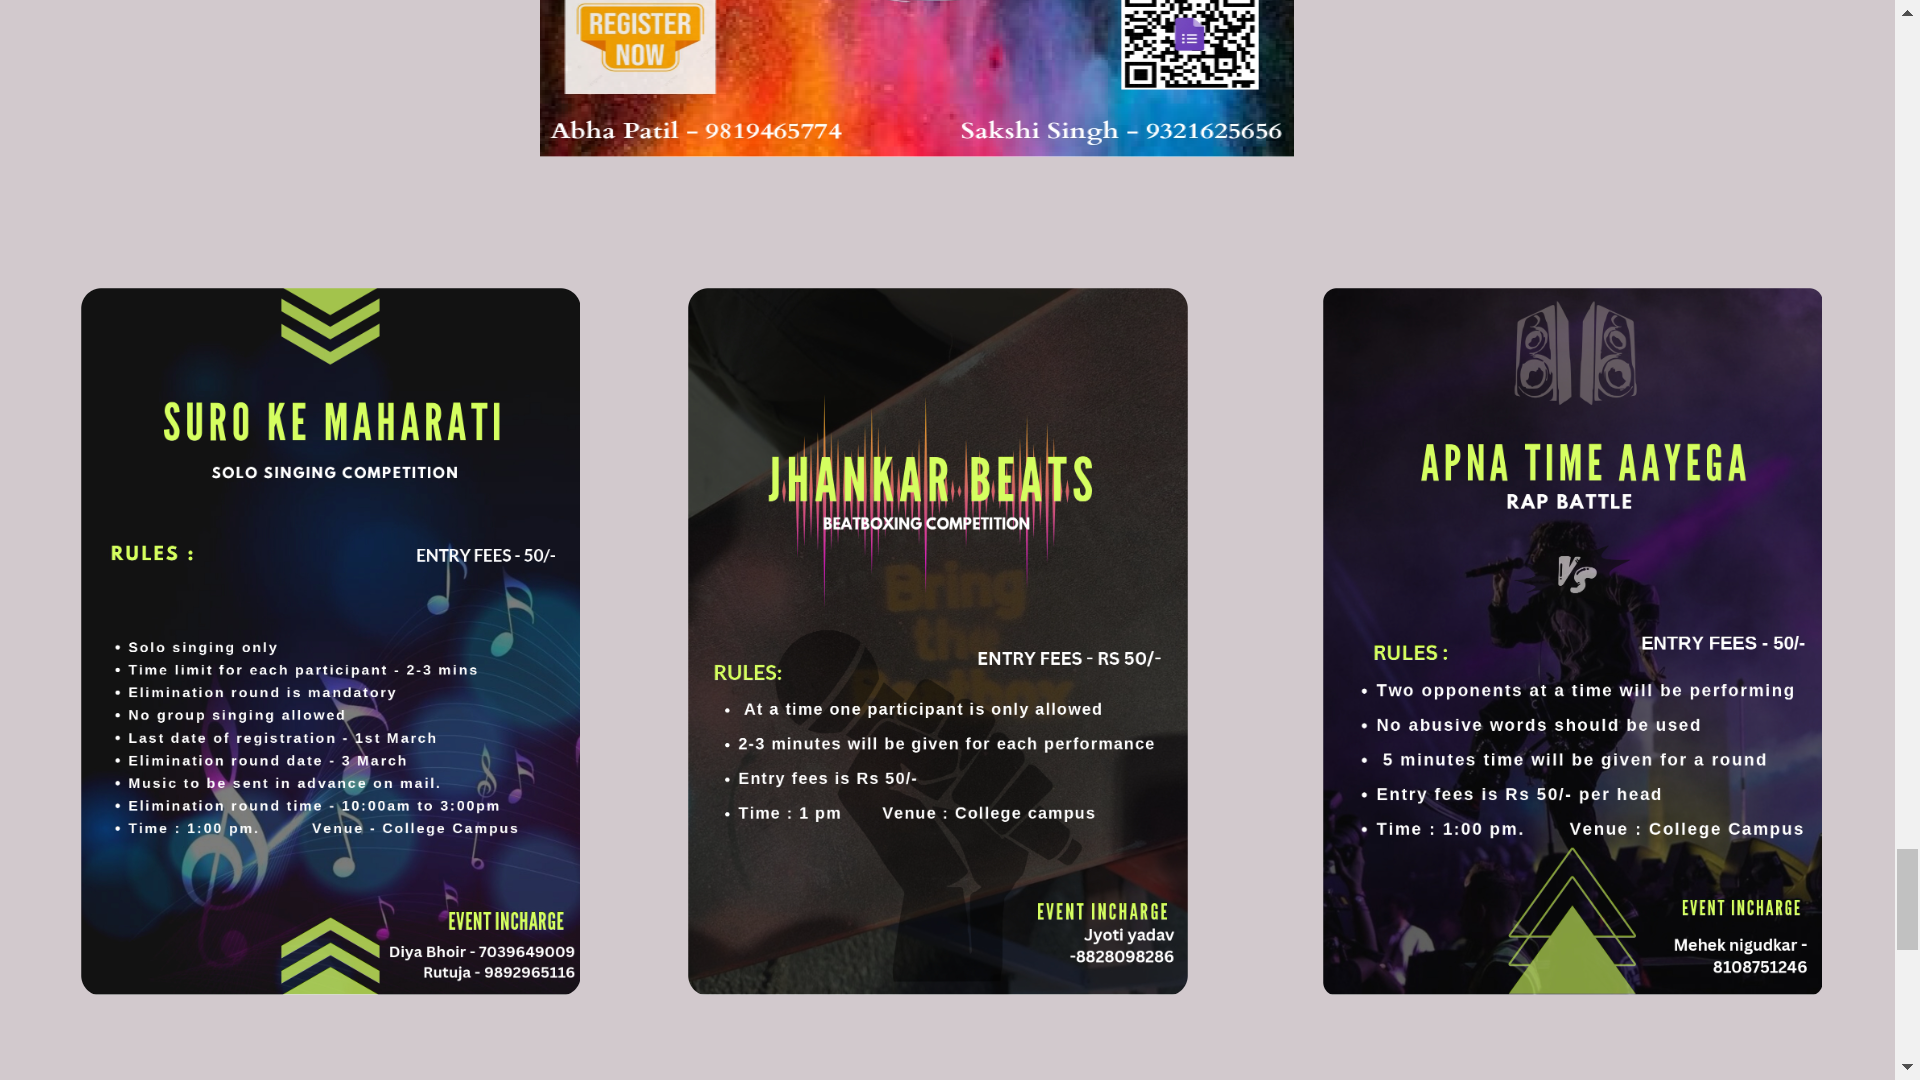 REGISTER
NOW
Abha Patil - 9819465774
Sakshi Singh - 9321625656
SURO KE MAHARATI
SOLO SINGING COMPETITION
RULES :
ENTRY FEES - 50/-
• Solo singing only
• Time limit for each participant - 2-3 mins
• Elimination round is mandatory
• No group singing allowed
• Last date of registration - 1st March
• Elimination round date - 3 March
• Music to be sent in advance on mail.
• Elimination round time - 10:00am to 3:00pm
• Time : 1:00 pm. Venue - College Campus
EVENT INCHARGE
Diya Bhoir - 7039649009
Rutuja - 9892965116
JHANKAR BEATS
BEATBOXING COMPETITION
Bring
the
RULES:
ENTRY FEES - RS 50/-
• At a time one participant is only allowed
• 2-3 minutes will be given for each performance
• Entry fees is Rs 50/-
• Time : 1 pm Venue : College campus
EVENT INCHARGE
Jyoti yadav
-8828098286
APNA TIME AAYEGA
RAP BATTLE
VS
RULES :
ENTRY FEES - 50/-
• Two opponents at a time will be performing
• No abusive words should be used
• 5 minutes time will be given for a round
• Entry fees is Rs 50/- per head
• Time : 1:00 pm. Venue : College Campus
EVENT INCHARGE
Mehek nigudkar -
8108751246